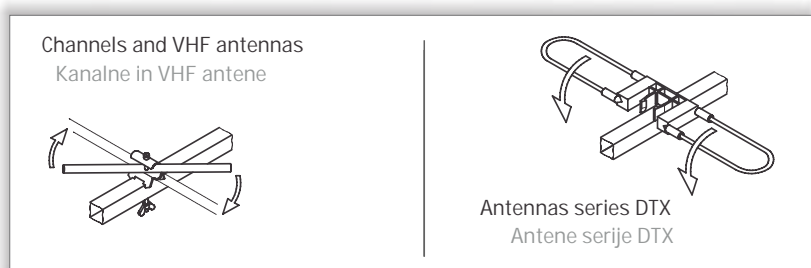 Channels and VHF antennas
Kanalne in VHF antene
Antennas series DTX
Antene serije DTX